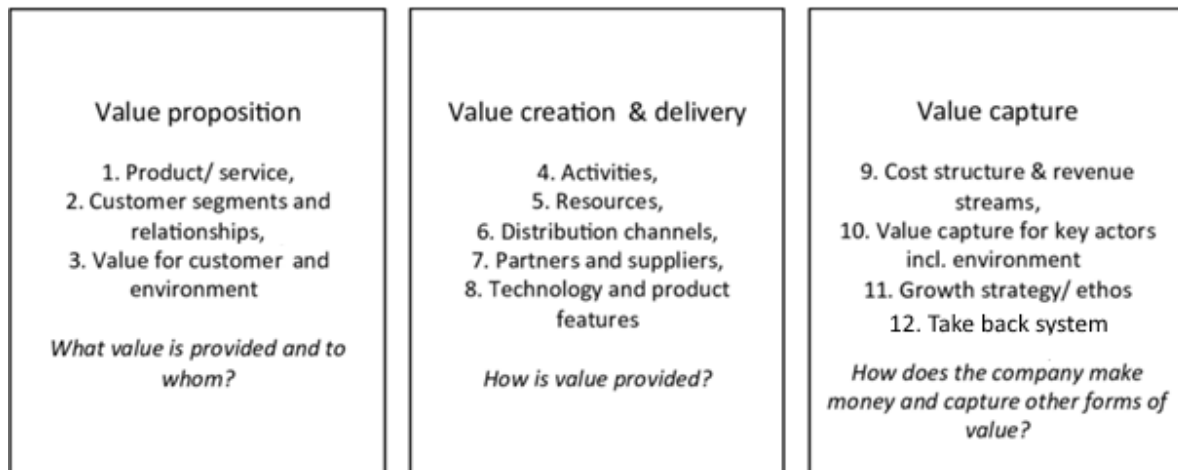 Value proposition
1. Product/ service,
2. Customer segments and
relationships,
3. Value for customer and
environment
What value is provided and to
whom?
Value creation & delivery
4. Activities,
5. Resources,
6. Distribution channels,
7. Partners and suppliers,
8. Technology and product
features
How is value provided?
Value capture
9. Cost structure & revenue
streams,
10. Value capture for key actors
incl. environment
11. Growth strategy/ ethos
12. Take back system
How does the company make
money and capture other forms of
value?